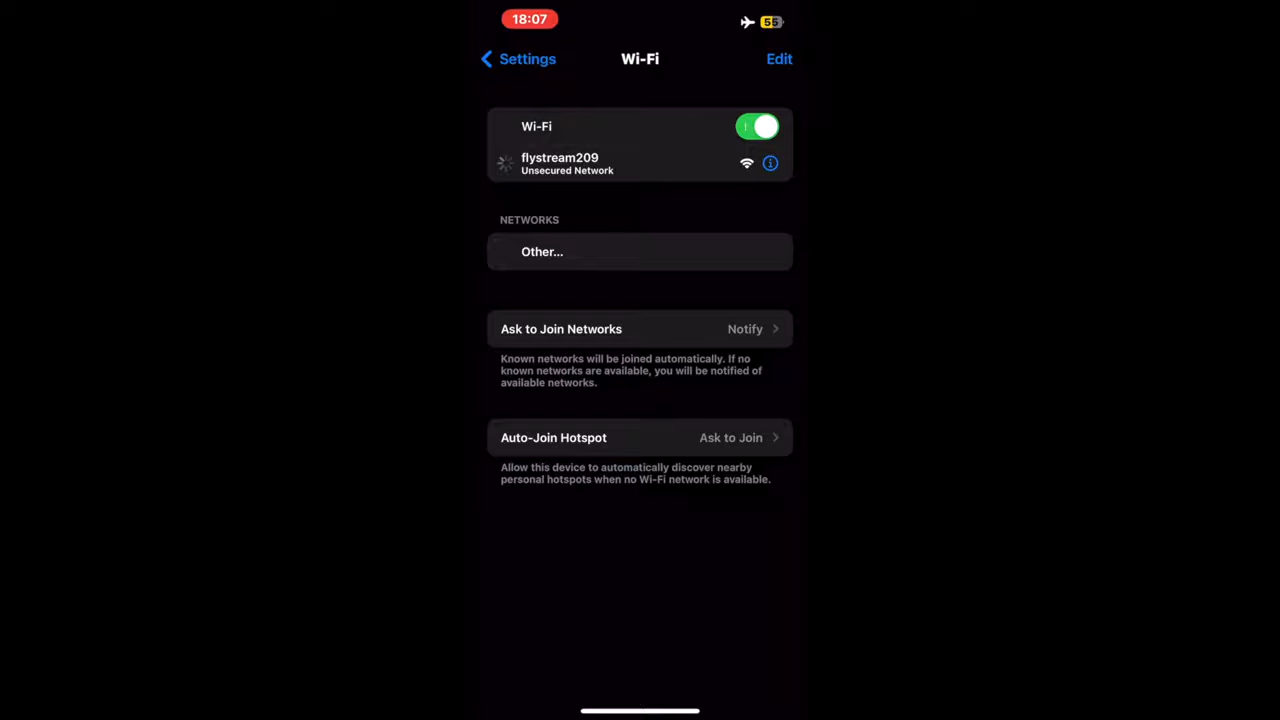 18:07
55
Settings
Wi-Fi
Edit
Wi-Fi
flystream209
Unsecured Network
NETWORKS
Other...
Ask to Join Networks
Notify
Known networks will be joined automatically. If no
known networks are available, you will be notified of
available networks.
Auto-Join Hotspot
Ask to Join
Allow this device to automatically discover nearby
personal hotspots when no Wi-Fi network is available.